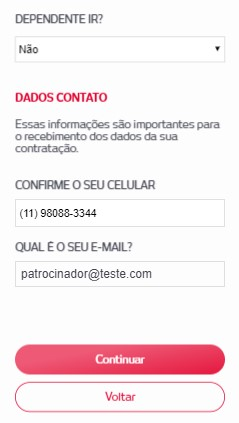 DEPENDENTE IR?
Não
DADOS CONTATO
Essas informações são importantes para
o recebimento dos dados da sua
contratação.
CONFIRME O SEU CELULAR
(11) 98088-3344
QUAL É O SEU E-MAIL?
patrocinador@teste.com
Continuar
Voltar